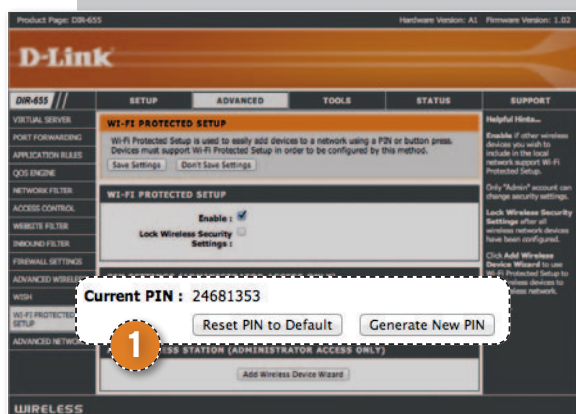 Product Page: DIR-655 Hardware Version: A1 Firmware Version: 1.02
D-Link
DIR-655 SETUP ADVANCED TOOLS STATUS SUPPORT
VIRTUAL SERVER
PORT FORWARDING
APPLICATION RULES
QOS ENGINE
NETWORK FILTER
ACCESS CONTROL
WEBSITE FILTER
INBOUND FILTER
FIREWALL SETTINGS
ADVANCED WIRELESS
WISH
WI-FI PROTECTED
SETUP
ADVANCED NETWORK
WI-FI PROTECTED SETUP
Wi-Fi Protected Setup is used to easily add devices to a network using a PIN or button press.
Devices must support Wi-Fi Protected Setup in order to be configured by this method.
Save Settings Don't Save Settings
WI-FI PROTECTED SETUP
Enable :
Lock Wireless Security
Settings :
Current PIN : 24681353
Reset PIN to Default Generate New PIN
1
STATION (ADMINISTRATOR ACCESS ONLY)
Add Wireless Device Wizard
Helpful Hints...
Enable if other wireless
devices you wish to
include in the local
network support Wi-Fi
Protected Setup.
Only "Admin" account can
change security settings.
Lock Wireless Security
Settings after all
wireless network devices
have been configured.
Click Add Wireless
Device Wizard to use
Wi-Fi Protected Setup to
wireless devices to
wireless network.
WIRELESS